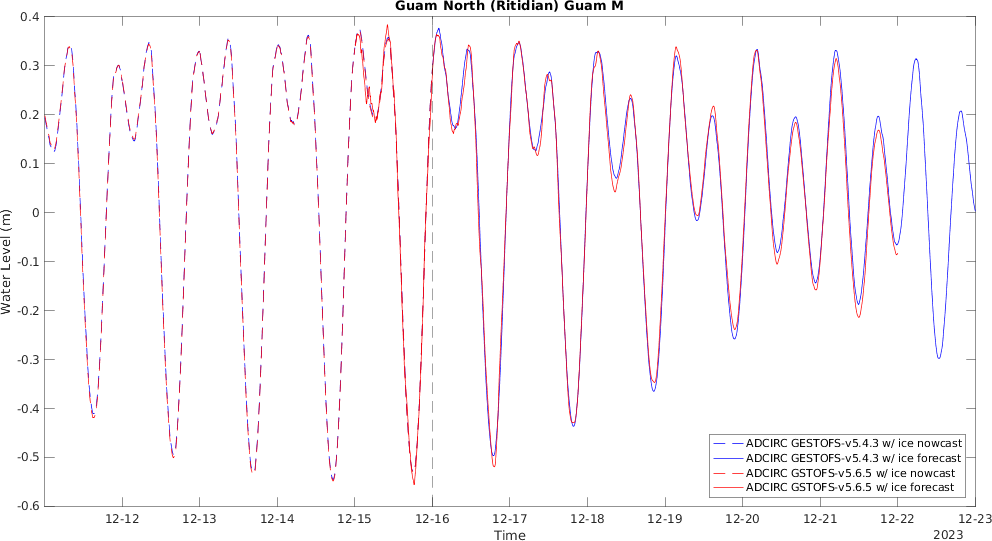 Guam North (Ritidian) Guam M
0.4
0.3
0.2
0.1
0
-0.1
-0.2
-0.3
-0.4
-0.5
-0.6
Water Level (m)
ADCIRC GESTOFS-v5.4.3 w/ ice nowcast
ADCIRC GESTOFS-v5.4.3 w/ ice forecast
ADCIRC GSTOFS-v5.6.5 w/ ice nowcast
ADCIRC GSTOFS-v5.6.5 w/ ice forecast
12-12 12-13 12-14 12-15 12-16 12-17 12-18 12-19 12-20 12-21 12-22 12-23
Time
2023